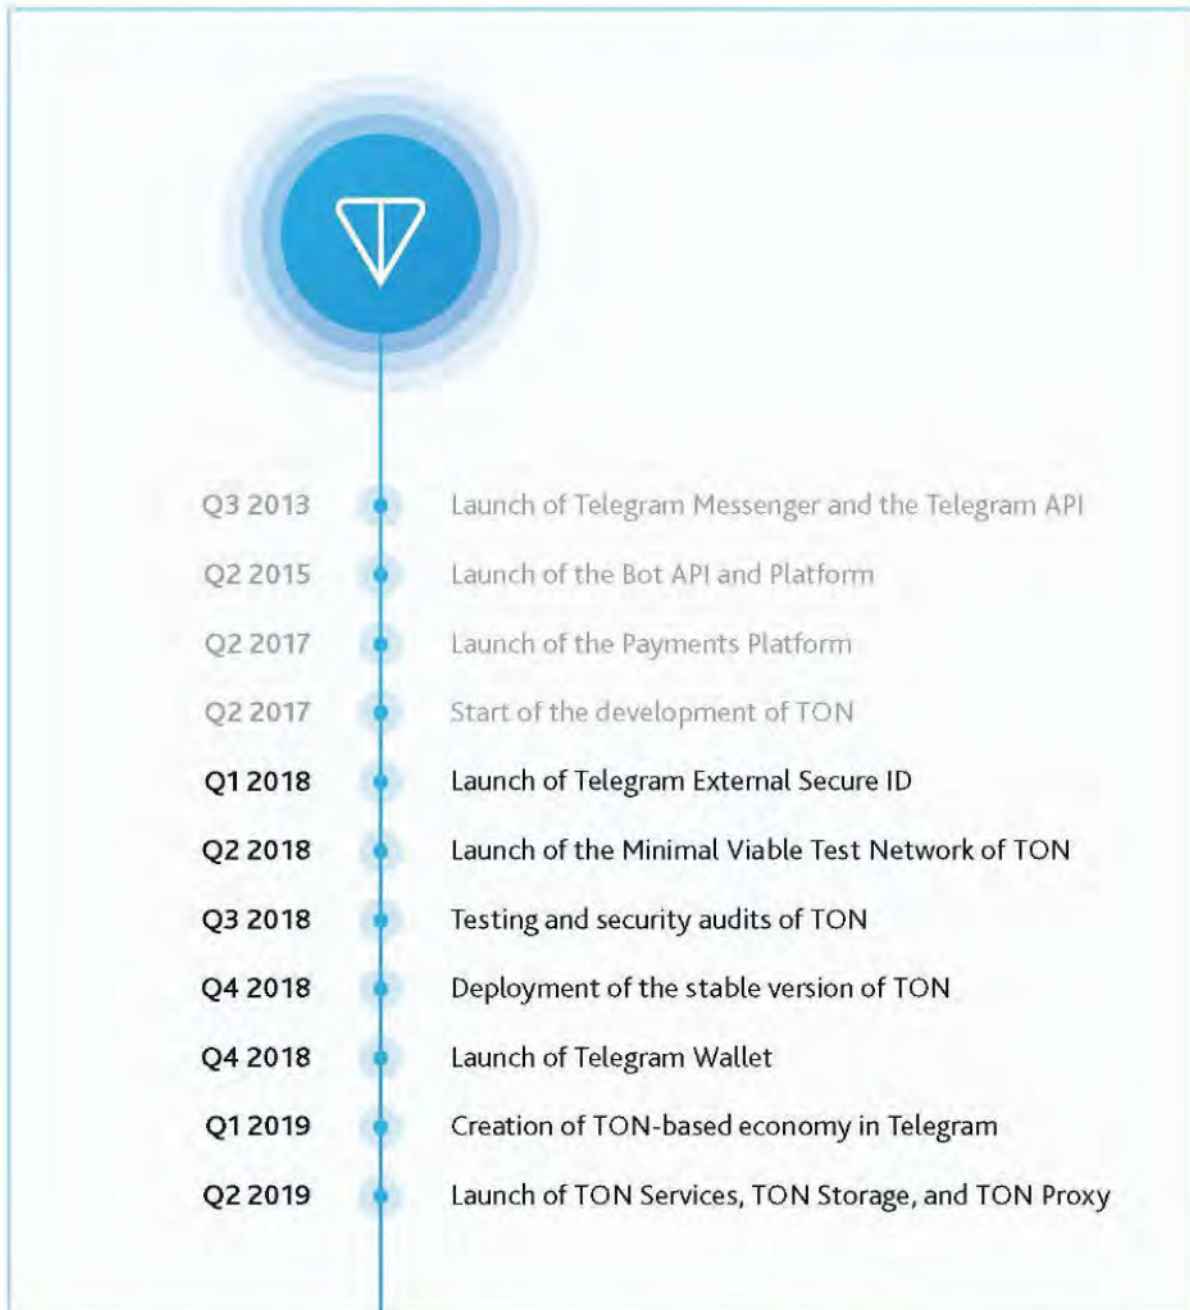 Q3 2013 Launch of Telegram Messenger and the Telegram API
Q2 2015 Launch of the Bot API and Platform
Q2 2017 Launch of the Payments Platform
Q2 2017 Start of the development of TON
Q1 2018 Launch of Telegram External Secure ID
Q2 2018 Launch of the Minimal Viable Test Network of TON
Q3 2018 Testing and security audits of TON
Q4 2018 Deployment of the stable version of TON
Q4 2018 Launch of Telegram Wallet
Q1 2019 Creation of TON-based economy in Telegram
Q2 2019 Launch of TON Services, TON Storage, and TON Proxy